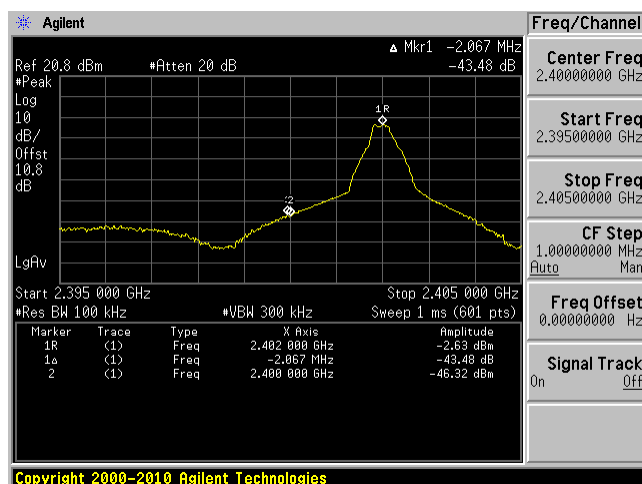 Agilent
Freq/Channel
Δ Mkr1 -2.067 MHz
Ref 20.8 dBm #Atten 20 dB -43.48 dB
#Peak
Log
10
dB/
Offst
10.8
dB
LgAv
1R
2
Start 2.395 000 GHz Stop 2.405 000 GHz
#Res BW 100 kHz #VBW 300 kHz Sweep 1 ms (601 pts)
Marker Trace Type X Axis Amplitude
1R (1) Freq 2.402 000 GHz -2.63 dBm
1Δ (1) Freq -2.067 MHz -43.48 dB
2 (1) Freq 2.400 000 GHz -46.32 dBm
Center Freq
2.40000000 GHz
Start Freq
2.39500000 GHz
Stop Freq
2.40500000 GHz
CF Step
1.00000000 MHz
Auto Man
Freq Offset
0.00000000 Hz
Signal Track
On Off
Copyright 2000-2010 Agilent Technologies